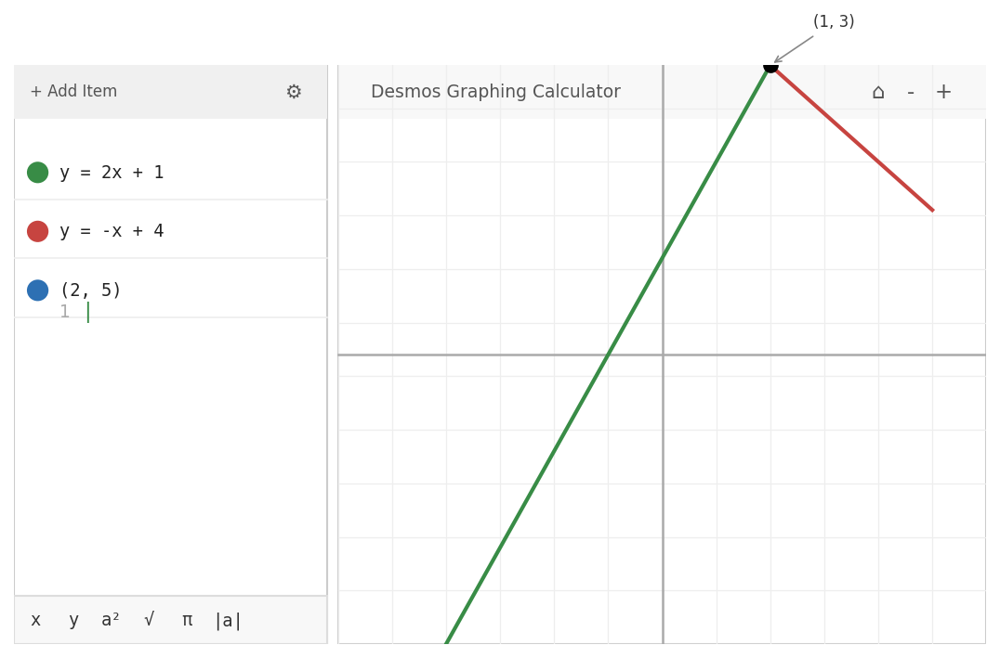 (1, 3)
+ Add Item ⚙
Desmos Graphing Calculator ⌂ - +
y = 2x + 1
y = -x + 4
(2, 5)
1 |
x y a² √ π |a|